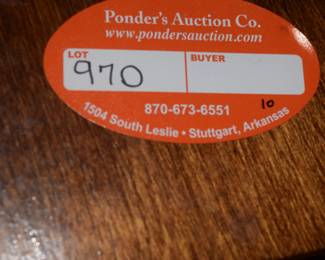 Ponder's Auction Co.
www.pondersauction.com
LOT
BUYER
970
870-673-6551
10
1504 South Leslie • Stuttgart, Arkansas